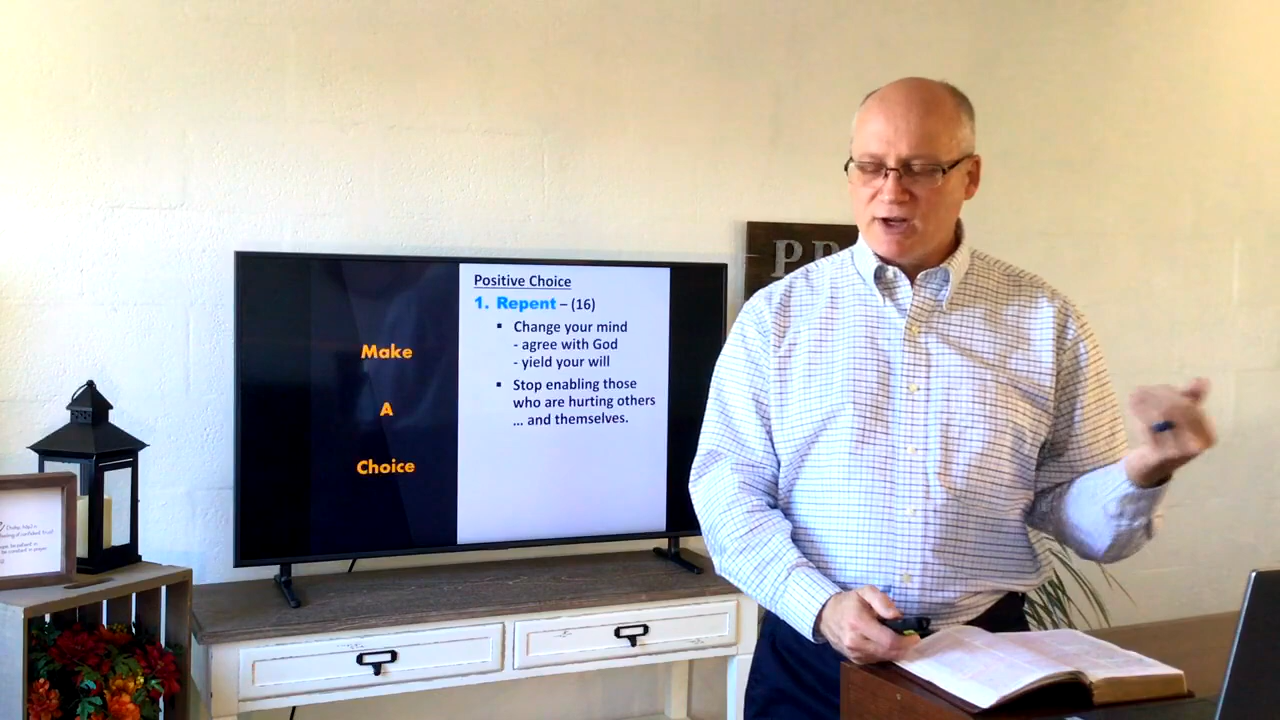 Make
A
Choice
Positive Choice
1. Repent – (16)
▪ Change your mind
- agree with God
- yield your will
▪ Stop enabling those
who are hurting others
... and themselves.